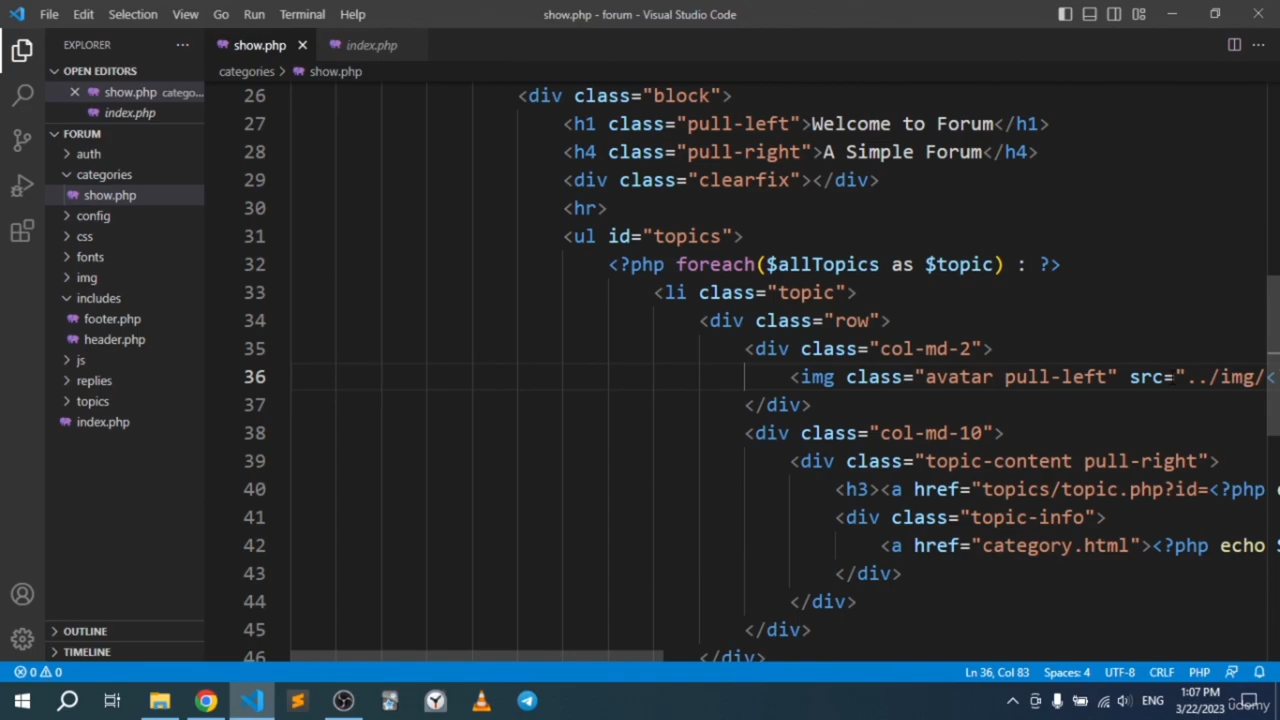 File Edit Selection View Go Run Terminal Help show.php - forum - Visual Studio Code
EXPLORER
OPEN EDITORS
show.php catego...
index.php
FORUM
auth
categories
show.php
config
css
fonts
img
includes
footer.php
header.php
js
replies
topics
index.php
OUTLINE
TIMELINE
show.php index.php
categories > show.php
26 <div class="block">
27 <h1 class="pull-left">Welcome to Forum</h1>
28 <h4 class="pull-right">A Simple Forum</h4>
29 <div class="clearfix"></div>
30 <hr>
31 <ul id="topics">
32 <?php foreach($allTopics as $topic) : ?>
33 <li class="topic">
34 <div class="row">
35 <div class="col-md-2">
36 <img class="avatar pull-left" src="../img/<
37 </div>
38 <div class="col-md-10">
39 <div class="topic-content pull-right">
40 <h3><a href="topics/topic.php?id=<?php
41 <div class="topic-info">
42 <a href="category.html"><?php echo
43 </div>
44 </div>
45 </div>
46 </div>
0 0 Ln 36, Col 83 Spaces: 4 UTF-8 CRLF PHP
ENG 1:07 PM
3/22/2023
udemy